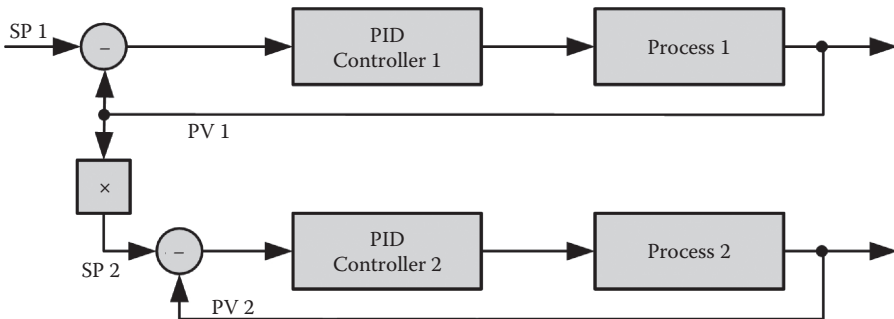 SP 1
–
PID
Controller 1
Process 1
PV 1
×
SP 2
–
PID
Controller 2
Process 2
PV 2